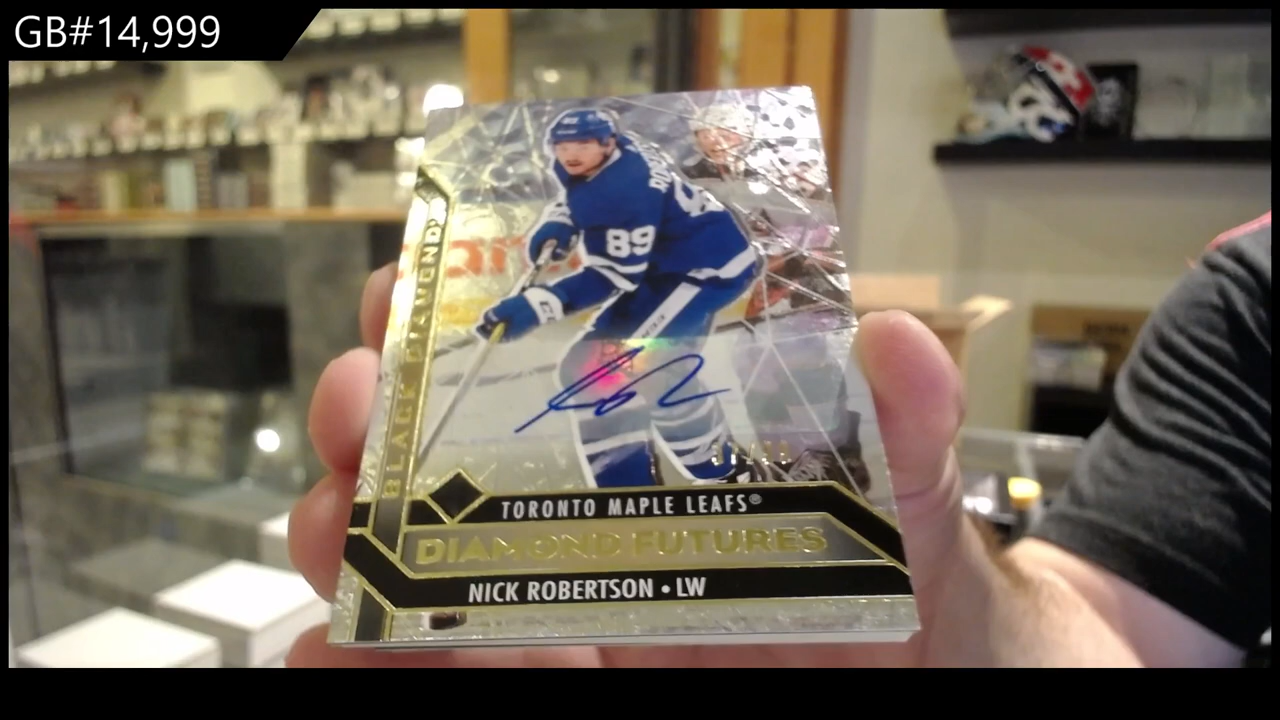 GB#14,999
89
BLACK DIAMOND
TORONTO MAPLE LEAFS®
DIAMOND FUTURES
NICK ROBERTSON • LW